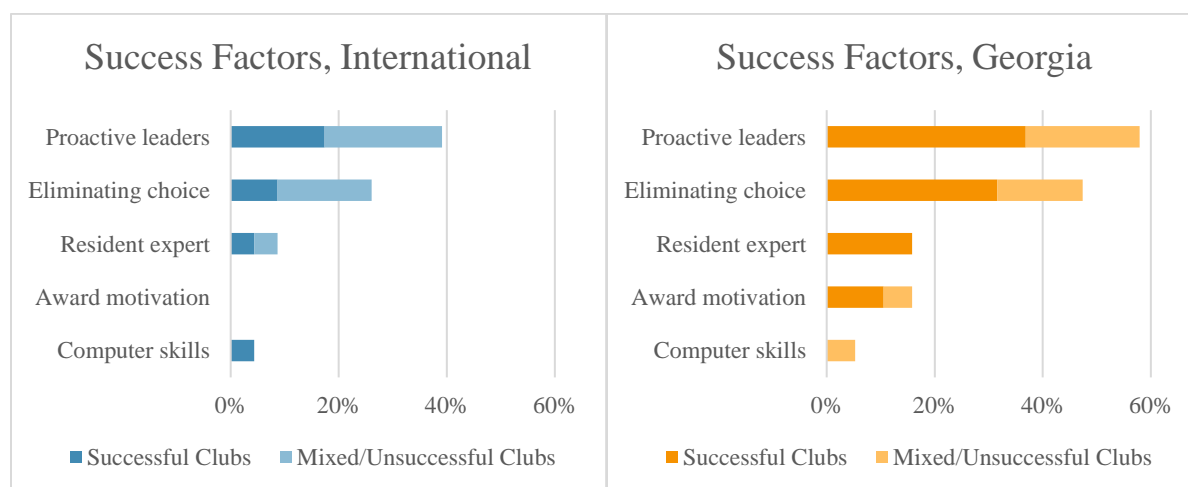 Success Factors, International
Proactive leaders
Eliminating choice
Resident expert
Award motivation
Computer skills
0% 20% 40% 60%
Successful Clubs Mixed/Unsuccessful Clubs
Success Factors, Georgia
Proactive leaders
Eliminating choice
Resident expert
Award motivation
Computer skills
0% 20% 40% 60%
Successful Clubs Mixed/Unsuccessful Clubs